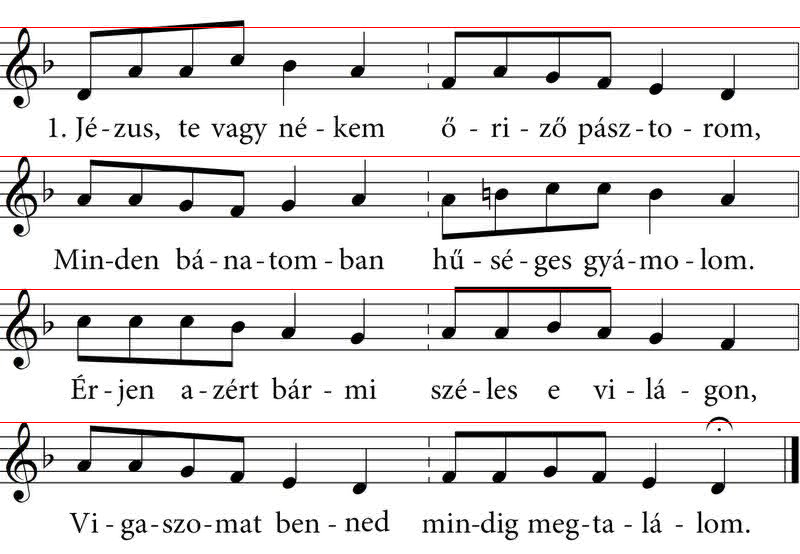 1. Jé-zus, te vagy né - kem ő - ri - ző pász-to - rom,
Min-den bá-na-tom - ban hű - sé-ges gyá-mo-lom.
Ér-jen a-zért bár - mi szé-les e vi-lá - gon,
Vi-ga-szo-mat ben - ned min-dig meg-ta-lá - lom.